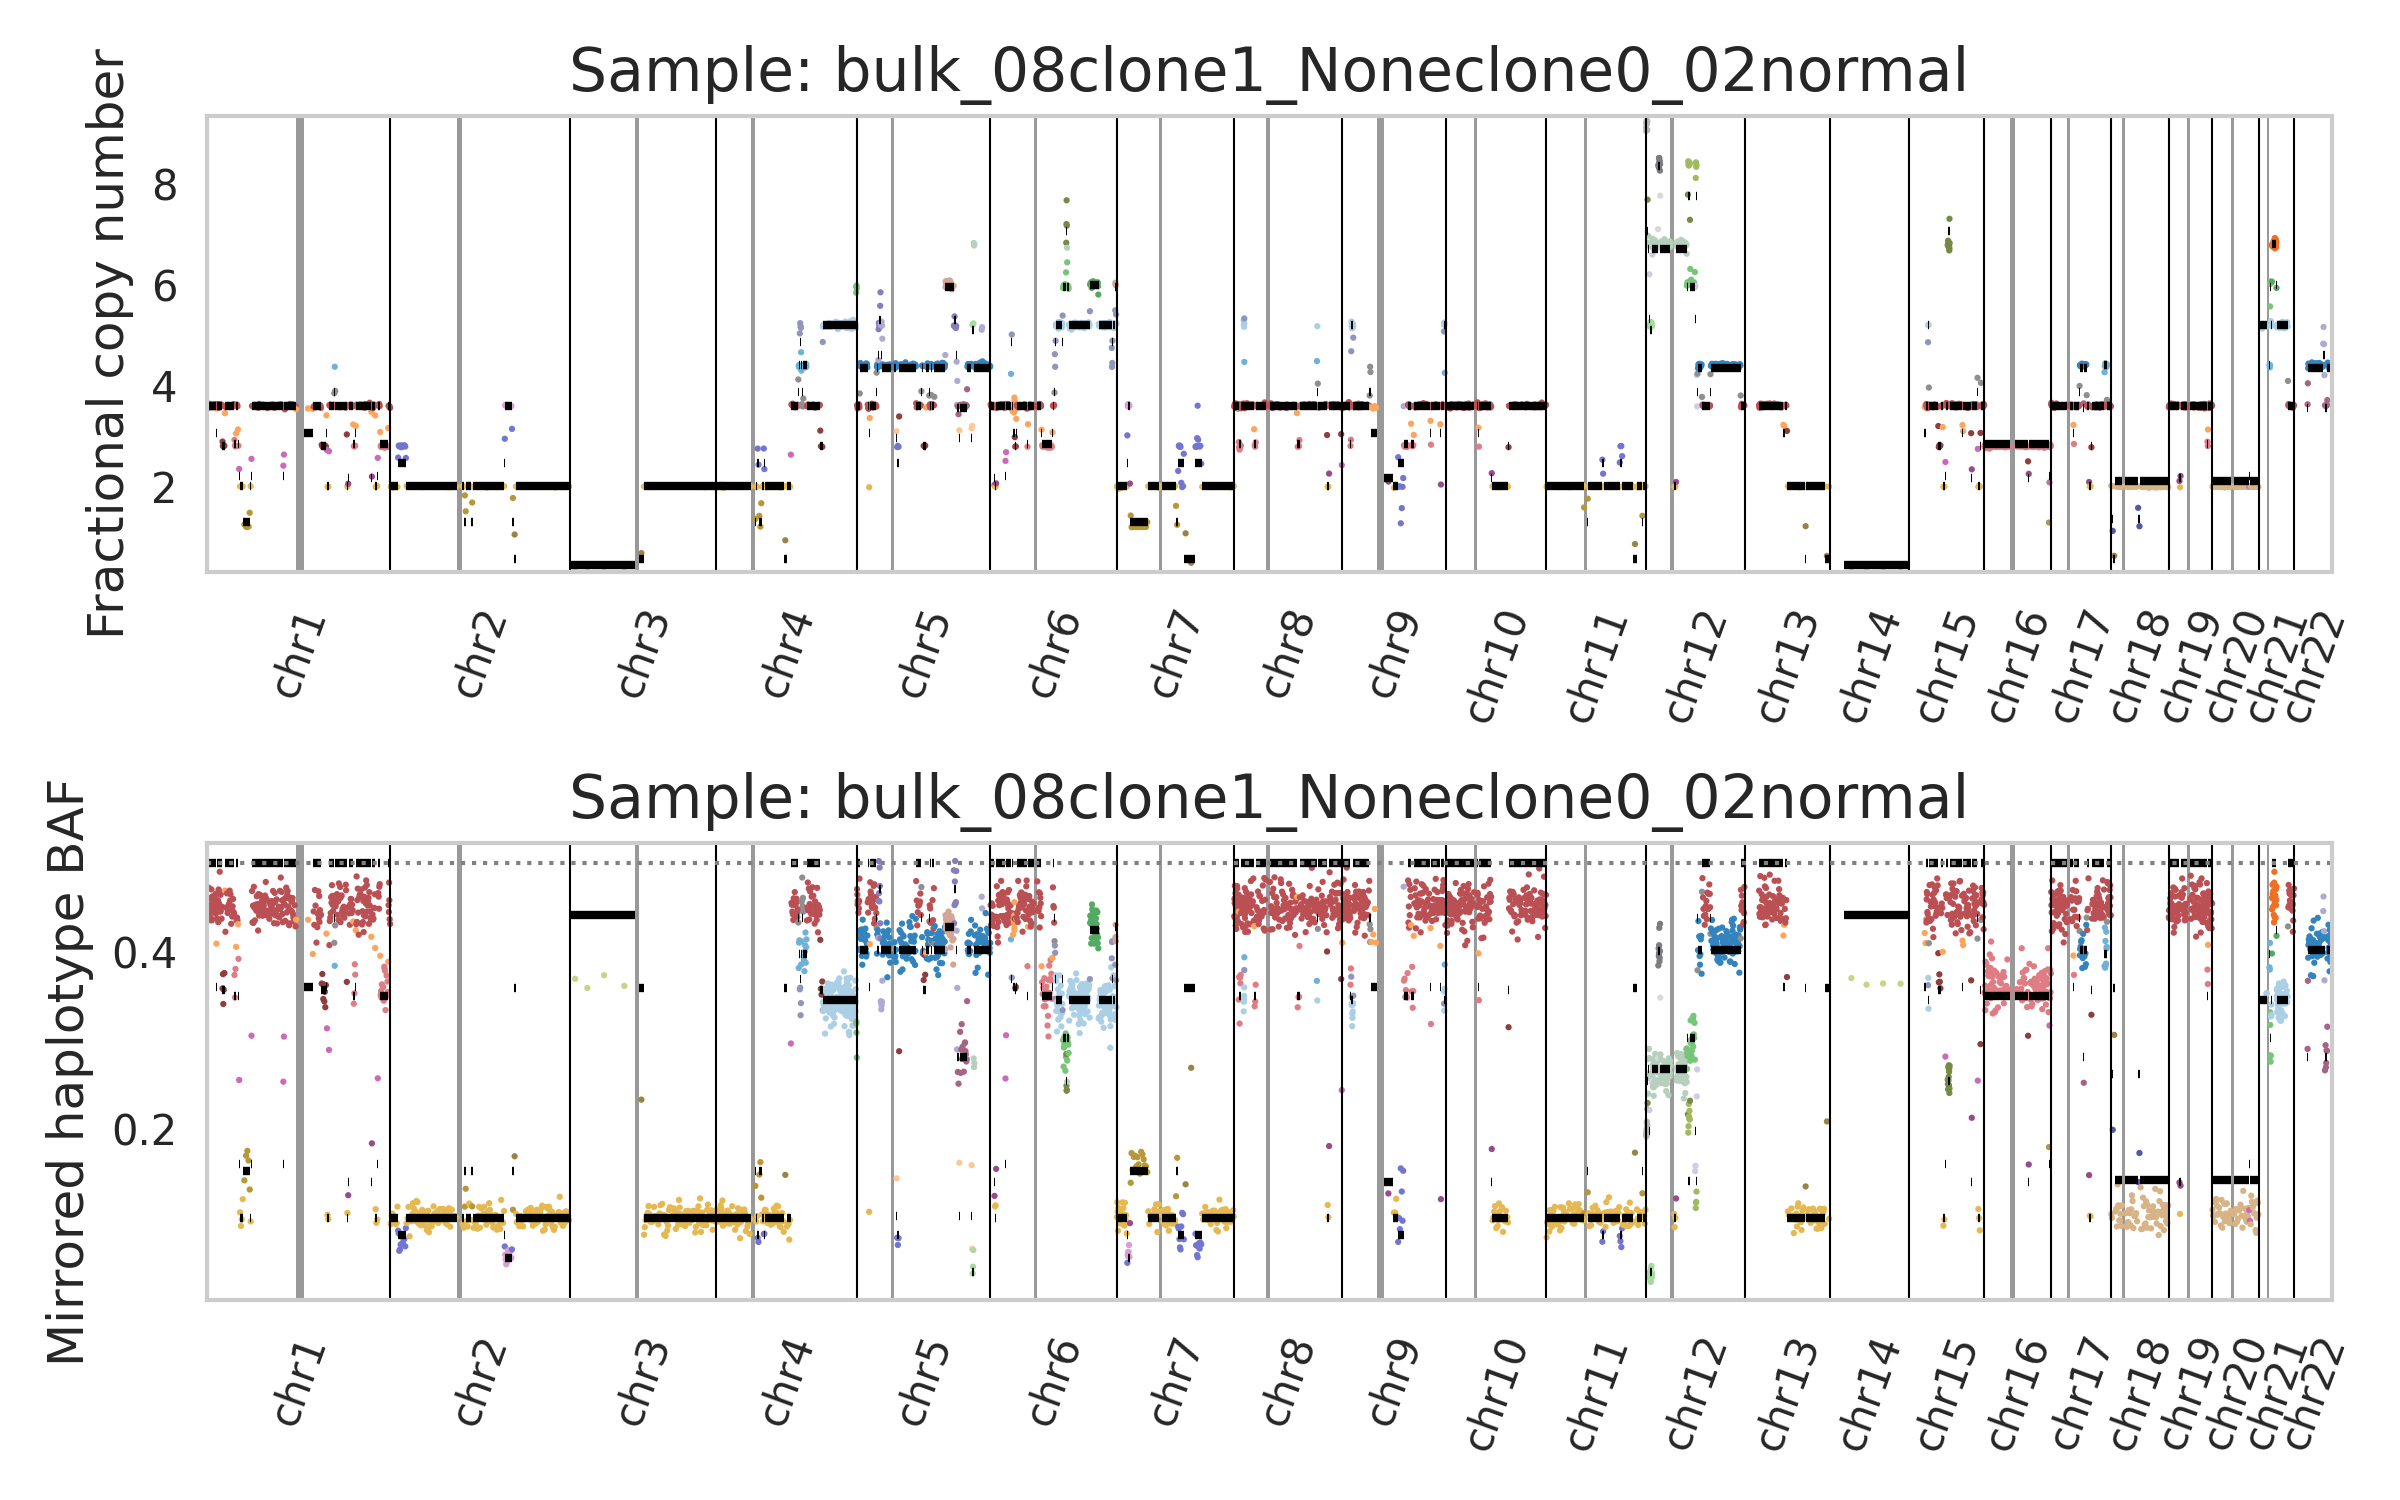 Sample: bulk_08clone1_Noneclone0_02normal
Fractional copy number
8
6
4
2
chr1
chr2
chr3
chr4
chr5
chr6
chr7
chr8
chr9
chr10
chr11
chr12
chr13
chr14
chr15
chr16
chr17
chr18
chr19
chr20
chr21
chr22
Sample: bulk_08clone1_Noneclone0_02normal
Mirrored haplotype BAF
0.4
0.2
chr1
chr2
chr3
chr4
chr5
chr6
chr7
chr8
chr9
chr10
chr11
chr12
chr13
chr14
chr15
chr16
chr17
chr18
chr19
chr20
chr21
chr22